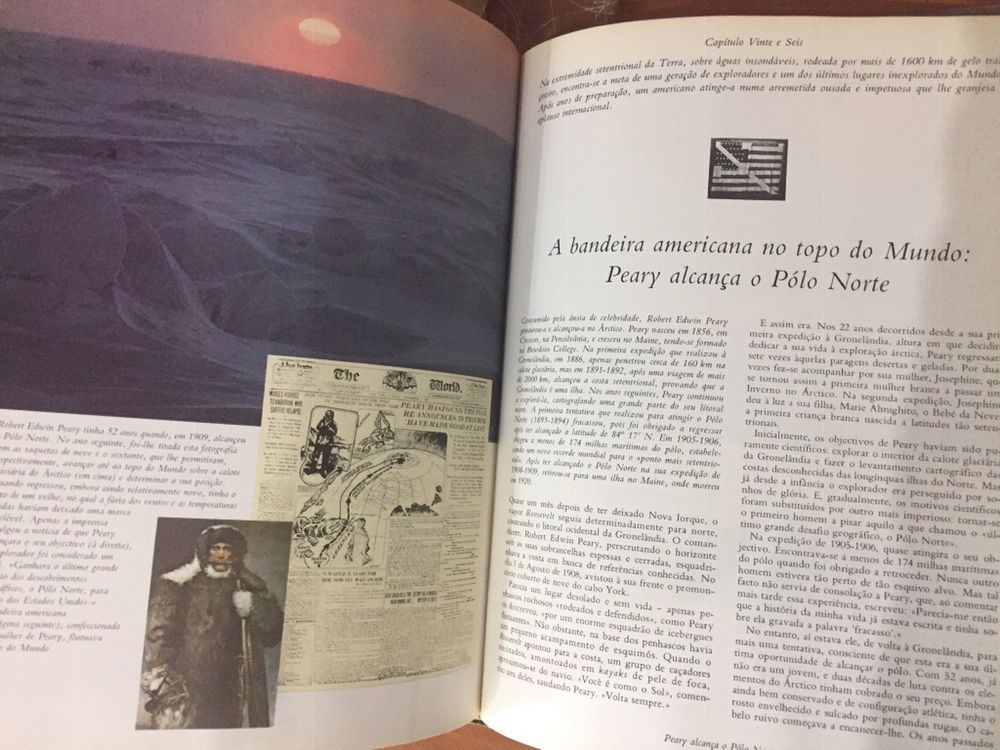 Robert Edwin Peary tinha 52 anos quando, em 1909, alcançou
Pólo Norte. No ano seguinte, foi-lhe tirada esta fotografia
as raquetas de neve e o sextante, que lhe permitiram,
avançar até ao topo do Mundo sobre a calote
(em cima) e determinar a sua posição.
regressou, embora ainda relativamente novo, tinha o
to de um velho, no qual a fúria dos ventos e as temperaturas
haviam deixado uma marca
Apenas a imprensa
a notícia de que Peary
o seu objectivo (à direita),
foi considerado um
«Ganhara o último grande
dos descobrimentos
o Pólo Norte, para
dos Estados Unidos.»
americana
seguinte), confeccionada
mulher de Peary, flutuava
do Mundo.
The World.
PEARY HAS FOUND THE POLE
HE ANNOUNCES IN TRIUMPH
HAVE MADE GOOD AT LAST
Capítulo Vinte e Seis
Na extremidade setentrional da Terra, sobre águas insondáveis, rodeada por mais de 1600 km de gelo
encontra-se a meta de uma geração de exploradores e um dos últimos lugares inexplorados do Mundo
Após anos de preparação, um americano atinge-a numa arremetida ousada e impetuosa que lhe granjeia
aplauso internacional.
A bandeira americana no topo do Mundo:
Peary alcança o Pólo Norte
Consumido pela ânsia de celebridade, Robert Edwin Peary
procurou-a e alcançou-a no Árctico. Peary nasceu em 1856, em
Cresson, na Pensilvânia, e cresceu no Maine, tendo-se formado
no Bowdoin College. Na primeira expedição que realizou à
Gronelândia, em 1886, apenas penetrou cerca de 160 km na
calote glaciária, mas em 1891-1892, após uma viagem de mais
de 2000 km, alcançou a costa setentrional, provando que a
Gronelândia é uma ilha. Nos anos seguintes, Peary continuou
a explorá-la, cartografando uma grande parte do seu litoral
norte. A primeira tentativa que realizou para atingir o Pólo
Norte (1893-1894) fracassou, pois foi obrigado a regressar
após ter alcançado a latitude de 84° 17' N. Em 1905-1906,
chegou a menos de 174 milhas marítimas do pólo, estabele-
cendo um novo recorde mundial para o «ponto mais setentrio-
nal». Após ter alcançado o Pólo Norte na sua expedição de
1908-1909, retirou-se para uma ilha no Maine, onde morreu
em 1920.
Quase um mês depois de ter deixado Nova Iorque, o
vapor Roosevelt seguia determinadamente para norte,
costeando o litoral ocidental da Gronelândia. O coman-
dante, Robert Edwin Peary, perscrutando o horizonte
sob as suas sobrancelhas espessas e cerradas, esquadri-
nhava a costa em busca de referências conhecidas. No
dia 1 de Agosto de 1908, avistou à sua frente o promon-
tório coberto de neve do cabo York.
Parecia um lugar desolado e sem vida – apenas pe-
nhascos rochosos «rodeados e defendidos», como Peary
os descreveu, «por um enorme esquadrão de icebergues
flutuantes». Não obstante, na base dos penhascos havia
um pequeno acampamento de esquimós. Quando o
Roosevelt apontou para a costa, um grupo de caçadores
excitados, amontoados em kayaks de pele de foca,
aproximou-se do navio. «Você é como o Sol», comen-
tou um deles, saudando Peary. «Volta sempre.»
E assim era. Nos 22 anos decorridos desde a sua pri-
meira expedição à Gronelândia, altura em que decidira
dedicar a sua vida à exploração árctica, Peary regressara
sete vezes àquelas paragens desertas e geladas. Por duas
vezes fez-se acompanhar por sua mulher, Josephine, que
se tornou assim a primeira mulher branca a passar um
Inverno no Árctico. Na segunda expedição, Josephine
deu à luz a sua filha, Marie Ahnighito, o Bebé da Neve,
a primeira criança branca nascida a latitudes tão seten-
trionais.
Inicialmente, os objectivos de Peary haviam sido pu-
ramente científicos: explorar o interior da calote glaciária
da Gronelândia e fazer o levantamento cartográfico das
costas desconhecidas das longínquas ilhas do Norte. Mas
já desde a infância o explorador era perseguido por so-
nhos de glória. E, gradualmente, os motivos científicos
foram substituídos por outro mais imperioso: tornar-se
o primeiro homem a pisar aquilo a que chamou o «úl-
timo grande desafio geográfico, o Pólo Norte».
Na expedição de 1905-1906, quase atingira o seu ob-
jectivo. Encontrava-se a menos de 174 milhas marítimas
do pólo quando foi obrigado a retroceder. Nunca outro
homem estivera tão perto de tão esquivo alvo. Mas tal
facto não servia de consolação a Peary, que, ao comentar
mais tarde essa experiência, escreveu: «Parecia-me então
que a história da minha vida já estava escrita e tinha so-
bre ela gravada a palavra 'fracasso'.»
No entanto, aí estava ele, de volta à Gronelândia, para
mais uma tentativa, consciente de que esta era a sua úl-
tima oportunidade de alcançar o pólo. Com 52 anos, já
não era um jovem, e duas décadas de luta contra os ele-
mentos do Árctico tinham cobrado o seu preço. Embora
ainda bem conservado e de configuração atlética, tinha o
rosto envelhecido e sulcado por profundas rugas. O ca-
belo ruivo começava a encanecer-lhe. Os anos passados
Peary alcança o Pólo